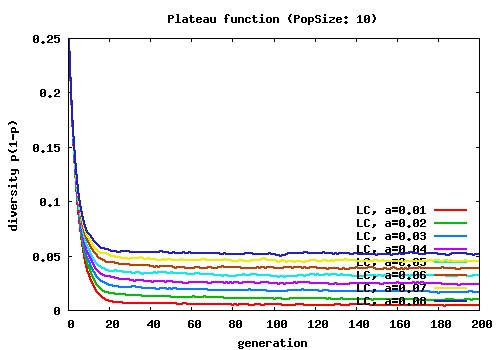 Plateau function (PopSize: 10)
0.25
0.2
0.15
0.1
0.05
0
diversity p(1-p)
LC, a=0.01
LC, a=0.02
LC, a=0.03
LC, a=0.04
LC, a=0.05
LC, a=0.06
LC, a=0.07
LC, a=0.08
0 20 40 60 80 100 120 140 160 180 200
generation